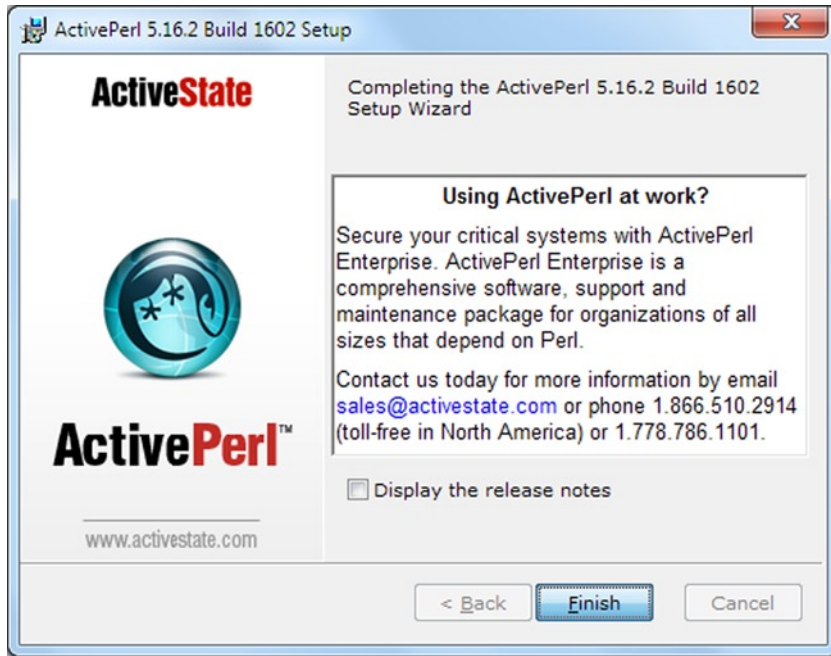 ActivePerl 5.16.2 Build 1602 Setup
x
ActiveState
Completing the ActivePerl 5.16.2 Build 1602
Setup Wizard
Using ActivePerl at work?
Secure your critical systems with ActivePerl
Enterprise. ActivePerl Enterprise is a
comprehensive software, support and
maintenance package for organizations of all
sizes that depend on Perl.
Contact us today for more information by email
sales@activestate.com or phone 1.866.510.2914
(toll-free in North America) or 1.778.786.1101.
ActivePerl™
Display the release notes
www.activestate.com
< Back
Finish
Cancel